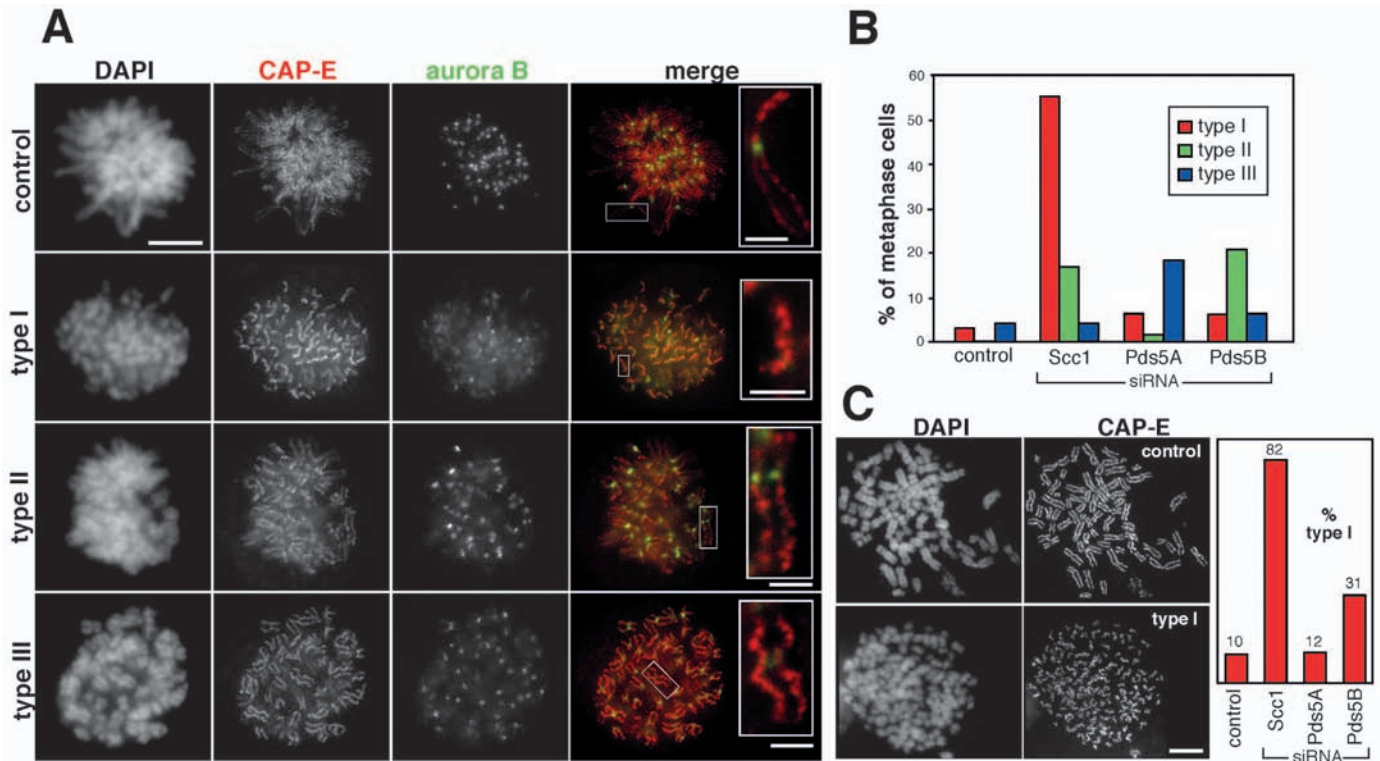 A
DAPI
CAP-E
aurora B
merge
control
type I
type II
type III
B
% of metaphase cells
60
50
40
30
20
10
0
type I
type II
type III
control
Scc1
Pds5A
Pds5B
siRNA
C
DAPI
CAP-E
control
type I
82
%
type I
31
10
12
control
Scc1
Pds5A
Pds5B
siRNA